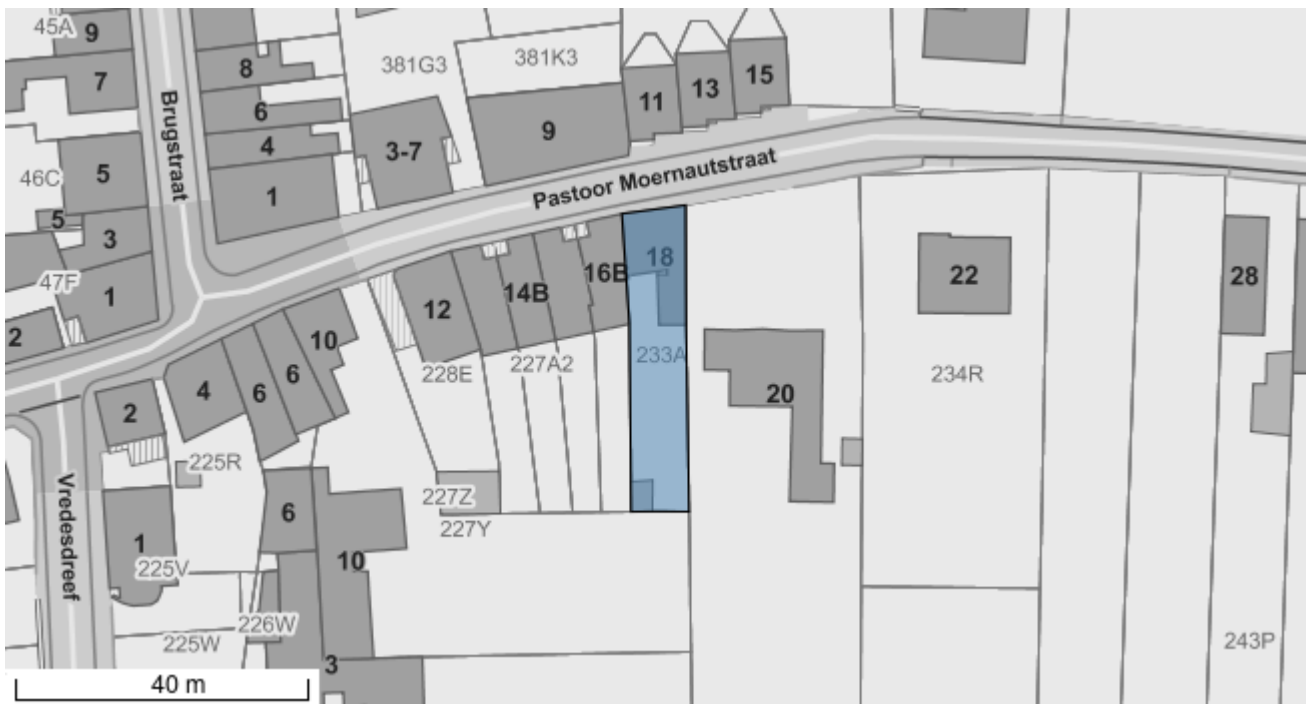 45A
9
8
381G3
381K3
11
13
15
7
Brugstraat
6
9
4
3-7
Pastoor Moernautstraat
46C
5
1
5
3
18
47F
16B
22
28
1
14B
12
2
10
233A
228E
227A2
234R
4
6
6
20
2
225R
Vredesdreef
227Z
6
227Y
1
10
225V
226W
225W
243P
3
40 m